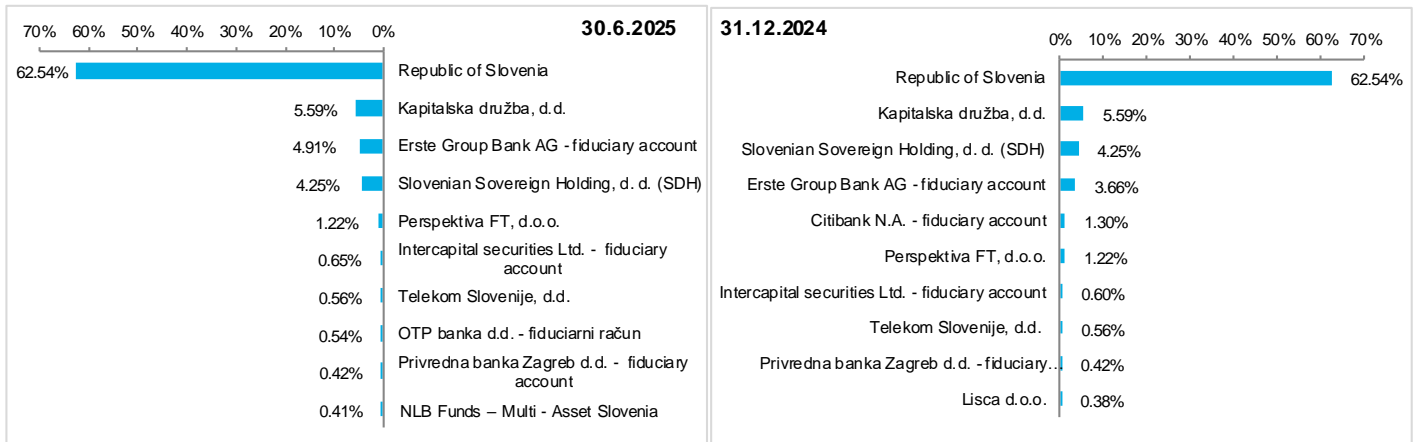 30.6.2025
70% 60% 50% 40% 30% 20% 10% 0%
62.54% Republic of Slovenia
5.59% Kapitalska družba, d.d.
4.91% Erste Group Bank AG - fiduciary account
4.25% Slovenian Sovereign Holding, d. d. (SDH)
1.22% Perspektiva FT, d.o.o.
0.65% Intercapital securities Ltd. - fiduciary
account
0.56% Telekom Slovenije, d.d.
0.54% OTP banka d.d. - fiduciarni račun
0.42% Privredna banka Zagreb d.d. - fiduciary
account
0.41% NLB Funds – Multi - Asset Slovenia
31.12.2024
0% 10% 20% 30% 40% 50% 60% 70%
Republic of Slovenia 62.54%
Kapitalska družba, d.d. 5.59%
Slovenian Sovereign Holding, d. d. (SDH) 4.25%
Erste Group Bank AG - fiduciary account 3.66%
Citibank N.A. - fiduciary account 1.30%
Perspektiva FT, d.o.o. 1.22%
Intercapital securities Ltd. - fiduciary account 0.60%
Telekom Slovenije, d.d. 0.56%
Privredna banka Zagreb d.d. - fiduciary... 0.42%
Lisca d.o.o. 0.38%